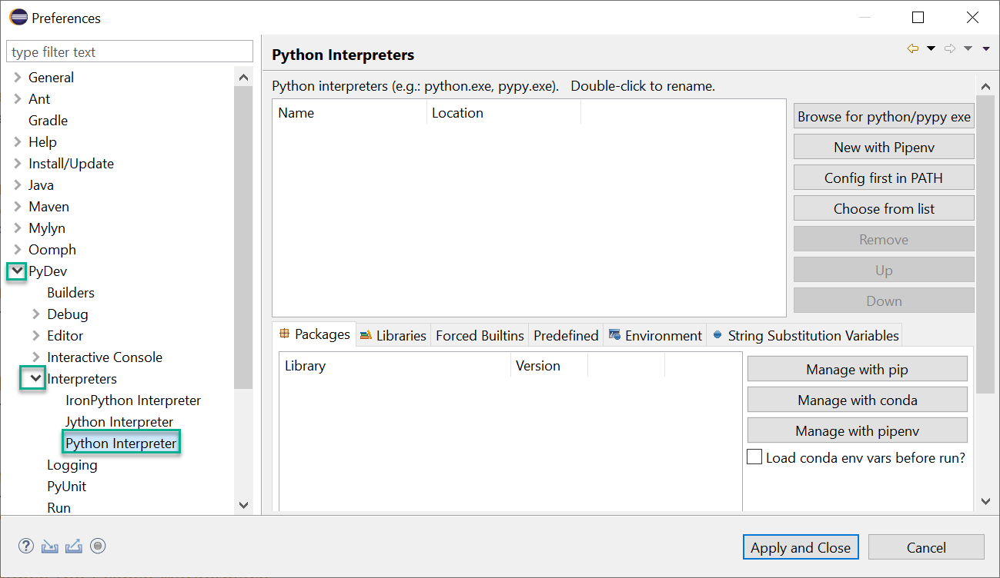 Preferences
type filter text
General
Ant
Gradle
Help
Install/Update
Java
Maven
Mylyn
Oomph
PyDev
Builders
Debug
Editor
Interactive Console
Interpreters
IronPython Interpreter
Jython Interpreter
Python Interpreter
Logging
PyUnit
Run
Python Interpreters
Python interpreters (e.g.: python.exe, pypy.exe). Double-click to rename.
Name Location
Browse for python/pypy exe
New with Pipenv
Config first in PATH
Choose from list
Remove
Up
Down
Packages Libraries Forced Builtins Predefined Environment String Substitution Variables
Library Version
Manage with pip
Manage with conda
Manage with pipenv
Load conda env vars before run?
?
Apply and Close Cancel